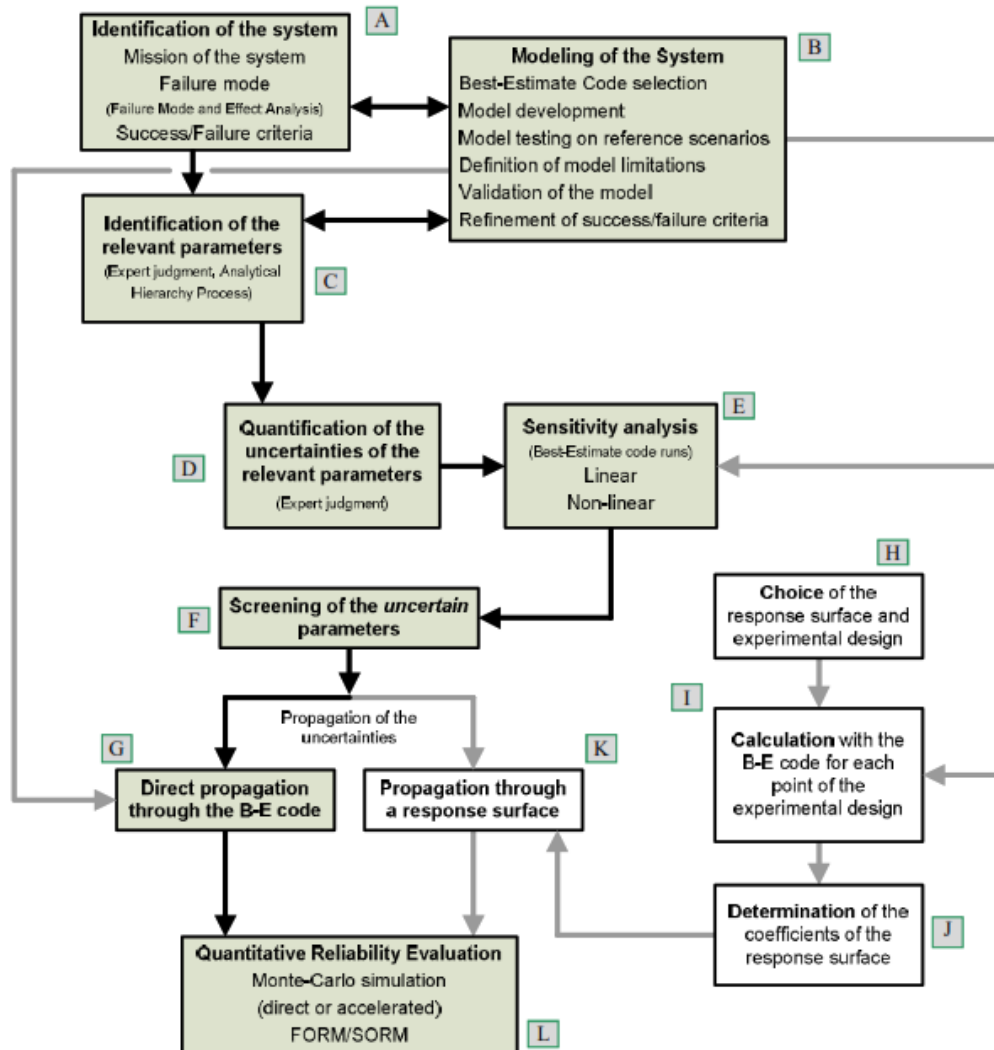 A
Identification of the system
Mission of the system
Failure mode
(Failure Mode and Effect Analysis)
Success/Failure criteria
B
Modeling of the System
Best-Estimate Code selection
Model development
Model testing on reference scenarios
Definition of model limitations
Validation of the model
Refinement of success/failure criteria
Identification of the
relevant parameters
(Expert judgment, Analytical
Hierarchy Process)
C
D
Quantification of the
uncertainties of the
relevant parameters
(Expert judgment)
E
Sensitivity analysis
(Best-Estimate code runs)
Linear
Non-linear
F
Screening of the uncertain
parameters
Propagation of the
uncertainties
G
Direct propagation
through the B-E code
K
Propagation through
a response surface
H
Choice of the
response surface and
experimental design
I
Calculation with the
B-E code for each
point of the
experimental design
Determination of the
coefficients of the
response surface
J
Quantitative Reliability Evaluation
Monte-Carlo simulation
(direct or accelerated)
FORM/SORM
L